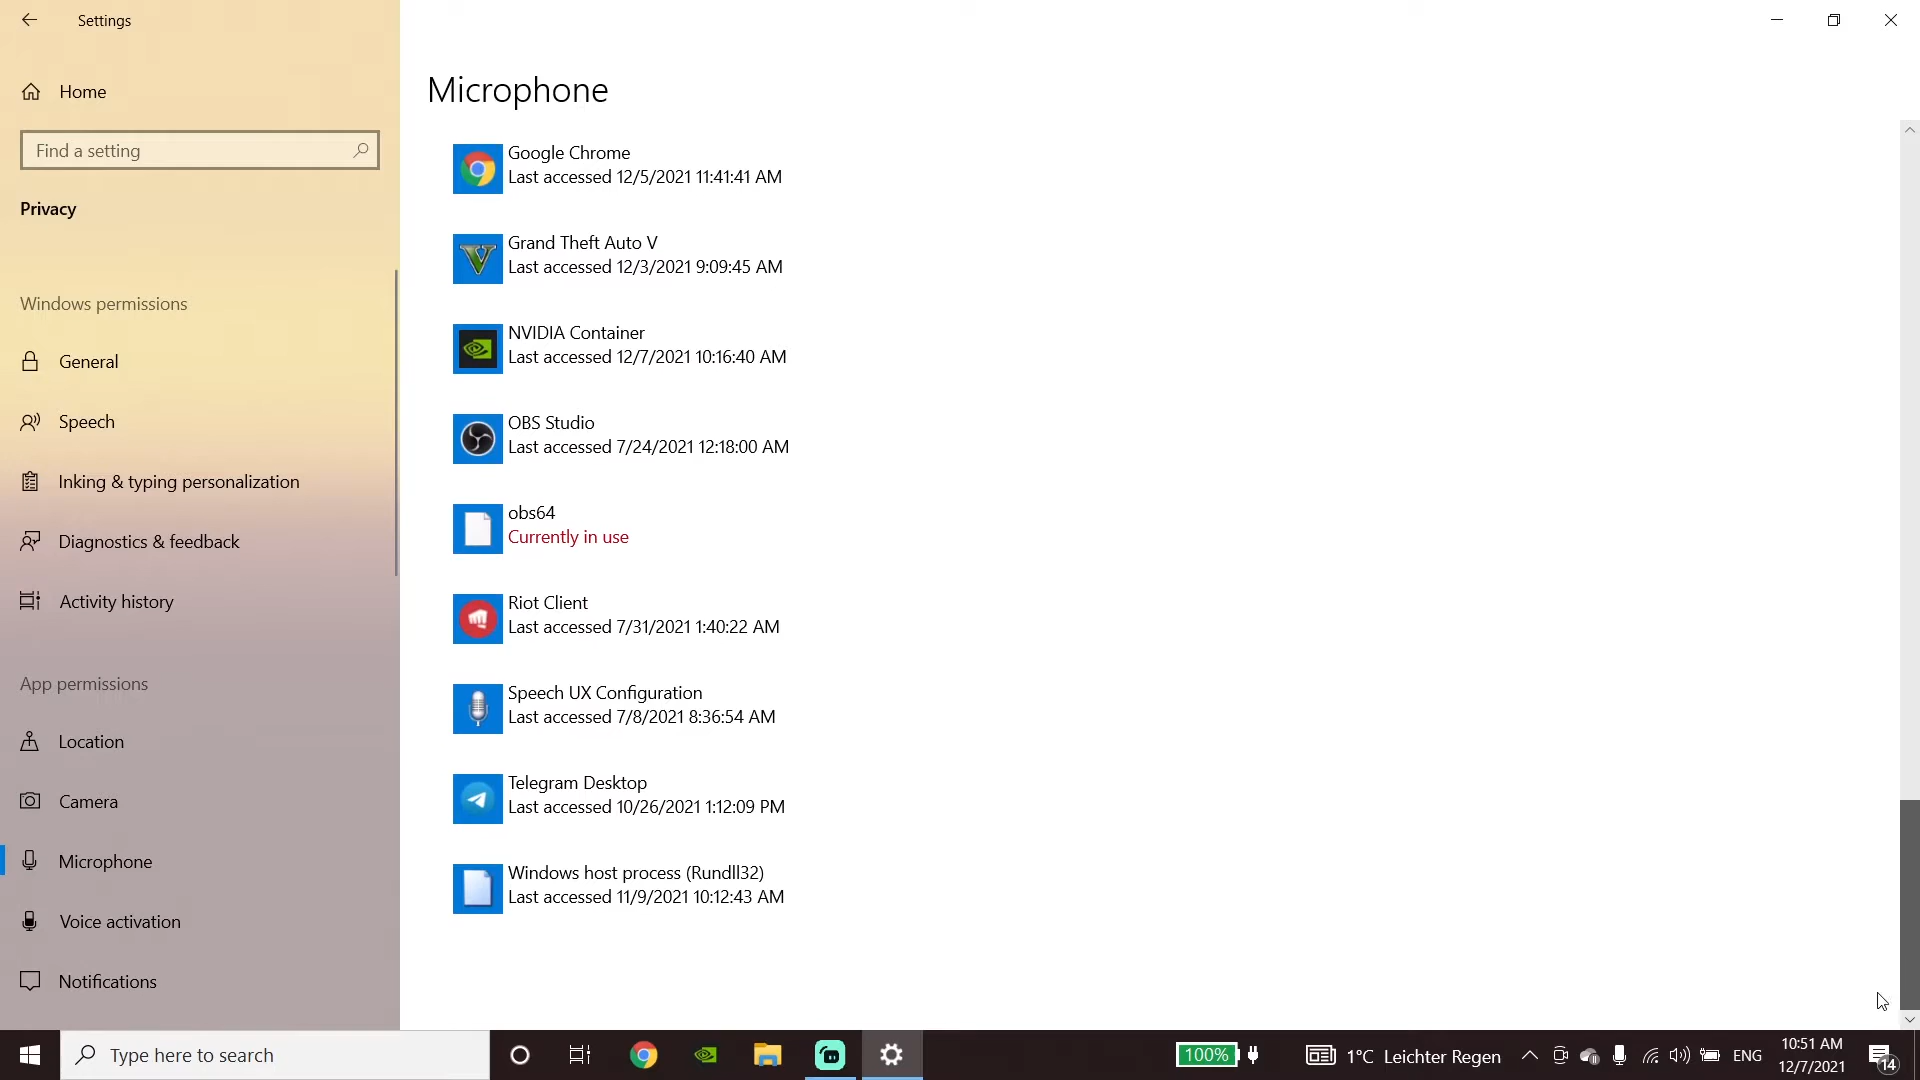 Settings
Home
Find a setting
Privacy
Windows permissions
General
Speech
Inking & typing personalization
Diagnostics & feedback
Activity history
App permissions
Location
Camera
Microphone
Voice activation
Notifications
Microphone
Google Chrome
Last accessed 12/5/2021 11:41:41 AM
Grand Theft Auto V
Last accessed 12/3/2021 9:09:45 AM
NVIDIA Container
Last accessed 12/7/2021 10:16:40 AM
OBS Studio
Last accessed 7/24/2021 12:18:00 AM
obs64
Currently in use
Riot Client
Last accessed 7/31/2021 1:40:22 AM
Speech UX Configuration
Last accessed 7/8/2021 8:36:54 AM
Telegram Desktop
Last accessed 10/26/2021 1:12:09 PM
Windows host process (Rundll32)
Last accessed 11/9/2021 10:12:43 AM
Type here to search
100%
1°C Leichter Regen
ENG
10:51 AM
12/7/2021
14